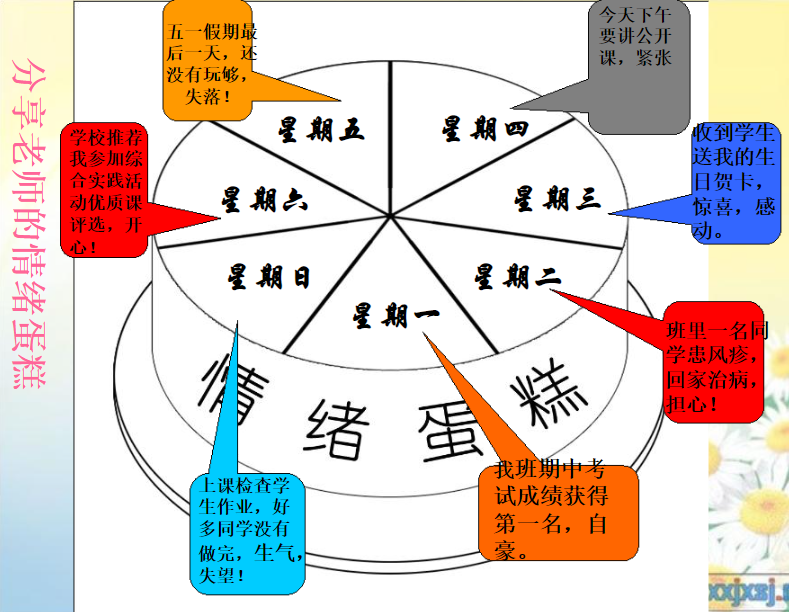 分享老师的情绪蛋糕
五一假期最
后一天，还
没有玩够，
失落！
今天下午
要讲公开
课，紧张
学校推荐
我参加综
合实践活
动优质课
评选，开
心！
收到学生
送我的生
日贺卡，
惊喜，感
动。
星期五
星期四
星期六
星期三
星期日
星期二
星期一
班里一名同
学患风疹，
回家治病，
担心！
情绪蛋糕
上课检查学
生作业，好
多同学没有
做完，生气，
失望！
我班期中考
试成绩获得
第一名，自
豪。